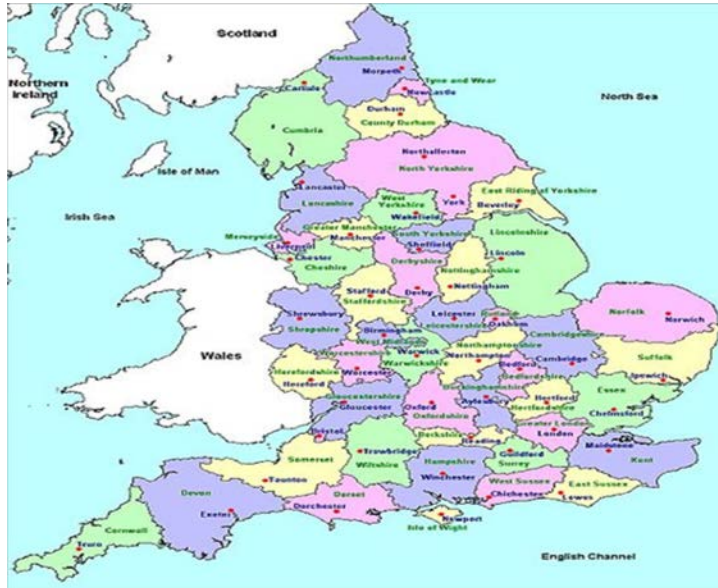 Scotland
Northumberland
Morpeth
Tyne and Wear
NewCastle
Carlisle
Northern
Ireland
North Sea
Durham
County Durham
Cumbria
Northallerton
North Yorkshire
Isle of Man
Lancaster
Lancashire
East Riding of Yorkshire
Beverley
York
West
Yorkshire
Wakefield
Irish Sea
Greater Manchester
Manchester
South Yorkshire
Sheffield
Lincolnshire
Lincoln
Merseyside
Liverpool
Chester
Cheshire
Derbyshire
Nottinghamshire
Nottingham
Derby
Stafford
Staffordshire
Shrewsbury
Shropshire
Leicester
Leicestershire
Rutland
Oakham
Norfolk
Norwich
Birmingham
West Midlands
Cambridgeshire
Northamptonshire
Northampton
Wales
Worcestershire
Worcester
Warwick
Warwickshire
Bedford
Bedfordshire
Cambridge
Suffolk
Ipswich
Herefordshire
Hereford
Gloucestershire
Gloucester
Buckinghamshire
Aylesbury
Oxford
Oxfordshire
Hertford
Hertfordshire
Essex
Chelmsford
Greater London
London
Bristol
Berkshire
Reading
Trowbridge
Wiltshire
Somerset
Taunton
Hampshire
Winchester
Guildford
Surrey
Maidstone
Kent
West Sussex
Chichester
East Sussex
Lewes
Devon
Exeter
Dorset
Dorchester
Cornwall
Truro
Newport
Isle of Wight
English Channel